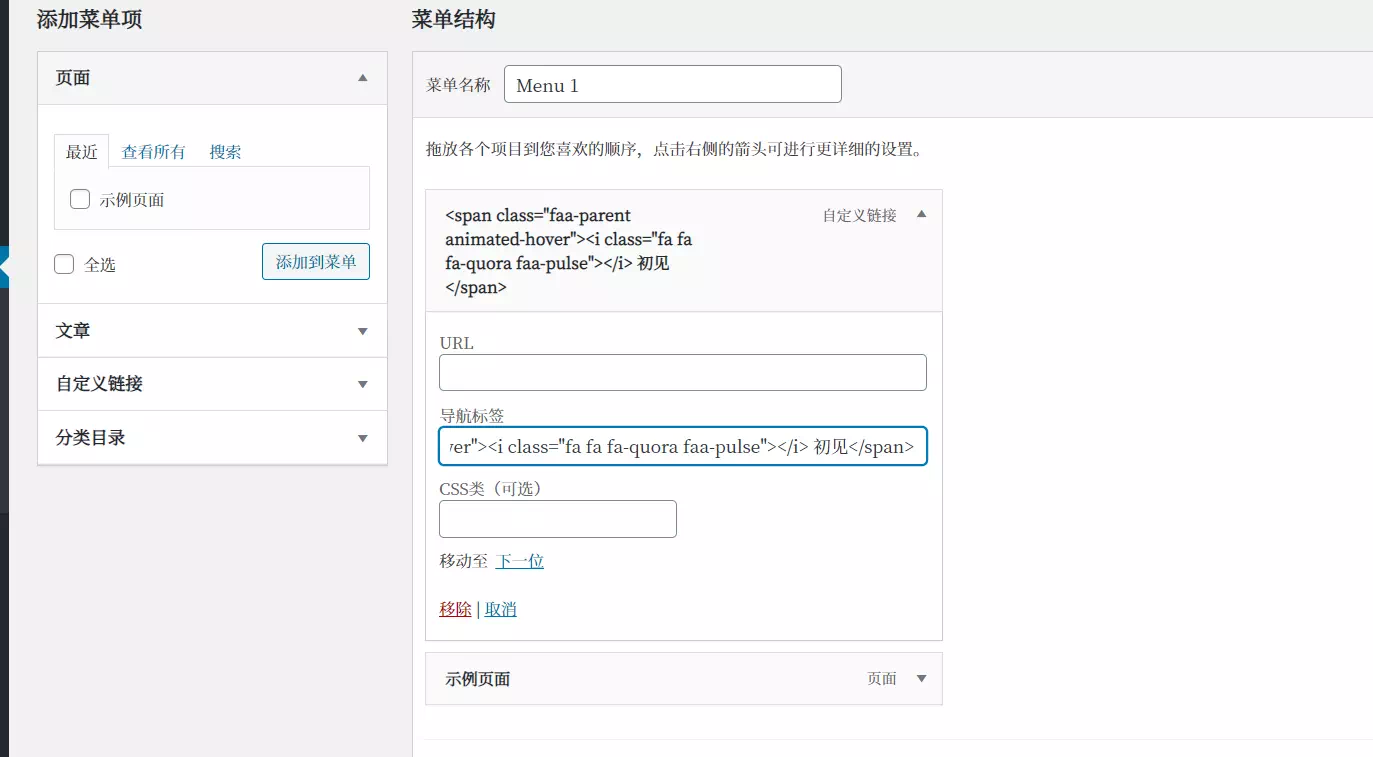 添加菜单项
页面
最近 查看所有 搜索
示例页面
全选 添加到菜单
文章
自定义链接
分类目录
菜单结构
菜单名称 Menu 1
拖放各个项目到您喜欢的顺序，点击右侧的箭头可进行更详细的设置。
<span class="faa-parent 自定义链接
animated-hover"><i class="fa fa
fa-quora faa-pulse"></i> 初见
</span>
URL
导航标签
ver"><i class="fa fa fa-quora faa-pulse"></i> 初见</span>
CSS类（可选）
移动至 下一位
移除 | 取消
示例页面 页面